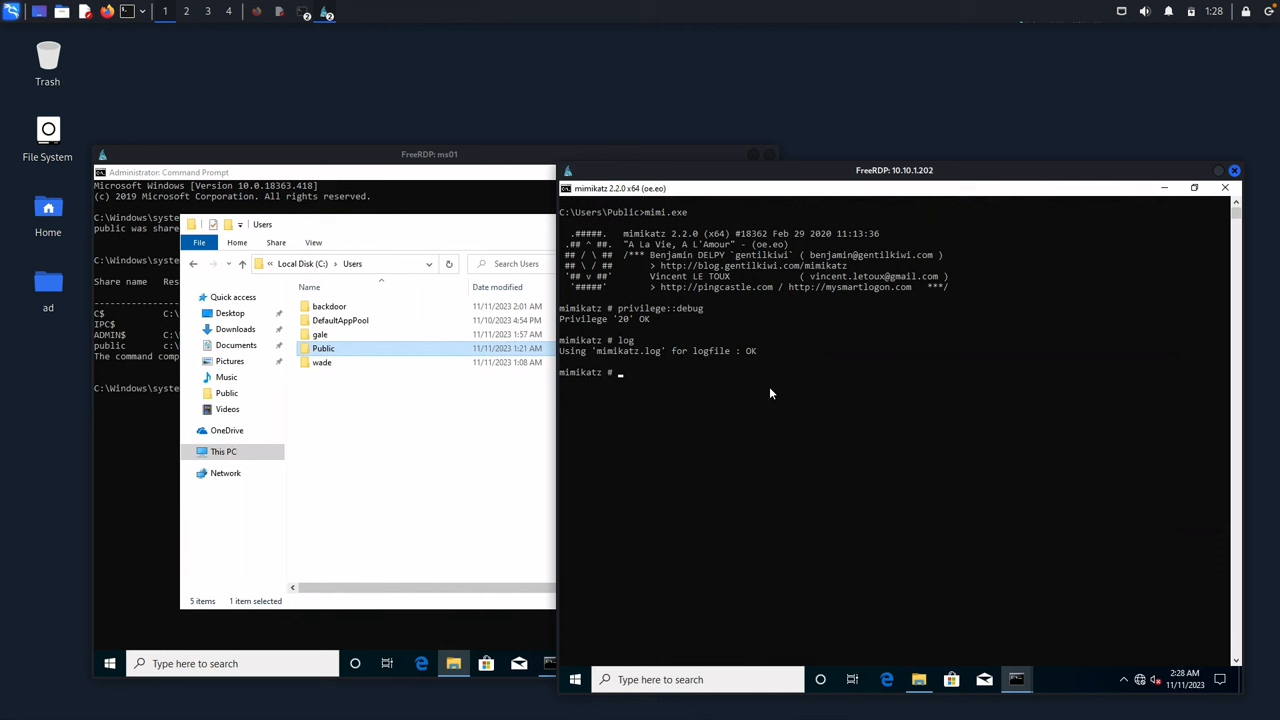 1 2 3 4 2 2 1:28
Trash
File System
Home
ad
FreeRDP: ms01
Administrator: Command Prompt
Microsoft Windows [Version 10.0.18363.418]
(c) 2019 Microsoft Corporation. All rights reserved.
C:\Windows\syste
public was share
C:\Windows\syste
Share name Res
C$ C:\
IPC$
ADMIN$ C:\
public C:\
The command comp
C:\Windows\syste
Users
File Home Share View
« Local Disk (C:) › Users
Search Users
Quick access
Desktop
Downloads
Documents
Pictures
Music
Public
Videos
OneDrive
This PC
Network
Name Date modified
backdoor 11/11/2023 2:01 AM
DefaultAppPool 11/10/2023 4:54 PM
gale 11/11/2023 1:57 AM
Public 11/11/2023 1:21 AM
wade 11/11/2023 1:08 AM
5 items 1 item selected
Type here to search
FreeRDP: 10.10.1.202
mimikatz 2.2.0 x64 (oe.eo)
C:\Users\Public>mimi.exe
.#####. mimikatz 2.2.0 (x64) #18362 Feb 29 2020 11:13:36
.## ^ ##. "A La Vie, A L'Amour" - (oe.eo)
## / \ ## /*** Benjamin DELPY `gentilkiwi` ( benjamin@gentilkiwi.com )
## \ / ## > http://blog.gentilkiwi.com/mimikatz
'## v ##' Vincent LE TOUX ( vincent.letoux@gmail.com )
'#####' > http://pingcastle.com / http://mysmartlogon.com ***/
mimikatz # privilege::debug
Privilege '20' OK
mimikatz # log
Using 'mimikatz.log' for logfile : OK
mimikatz # _
Type here to search
2:28 AM
11/11/2023